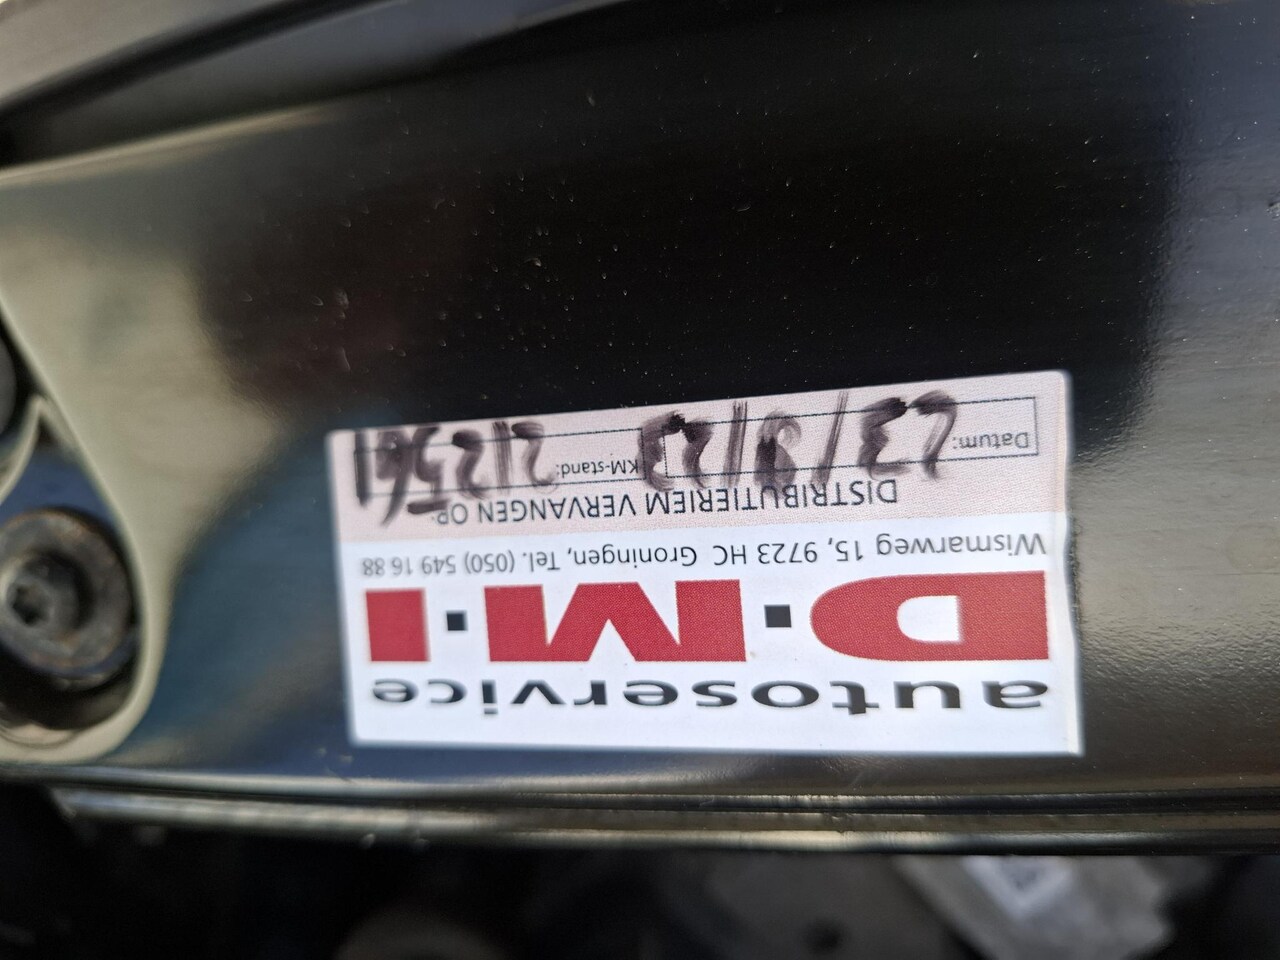 autoservice
D·M·I
Wismarweg 15, 9723 HC Groningen, Tel. (050) 549 16 88
DISTRIBUTIERIEM VERVANGEN OP:
Datum: 23/ /23 KM-stand: 212561